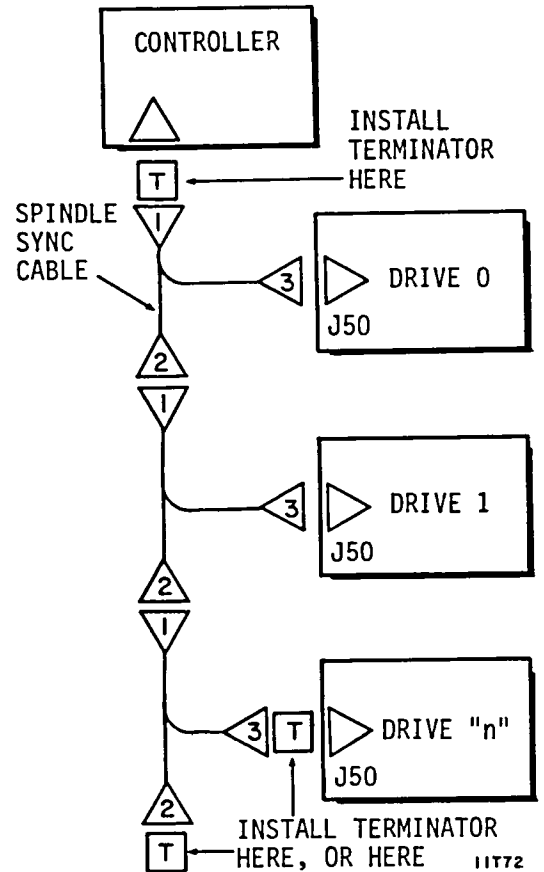 CONTROLLER
INSTALL
TERMINATOR
HERE
T
SPINDLE
SYNC
CABLE
1
3
DRIVE 0
J50
2
1
3
DRIVE 1
J50
2
1
3
T
DRIVE "n"
J50
2
T
INSTALL TERMINATOR
HERE, OR HERE
11T72